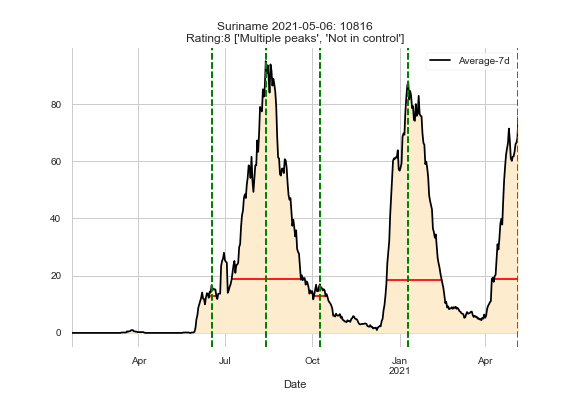 Suriname 2021-05-06: 10816
Rating:8 ['Multiple peaks', 'Not in control']
Average-7d
80
60
40
20
0
Apr
Jul
Oct
Jan
2021
Apr
Date